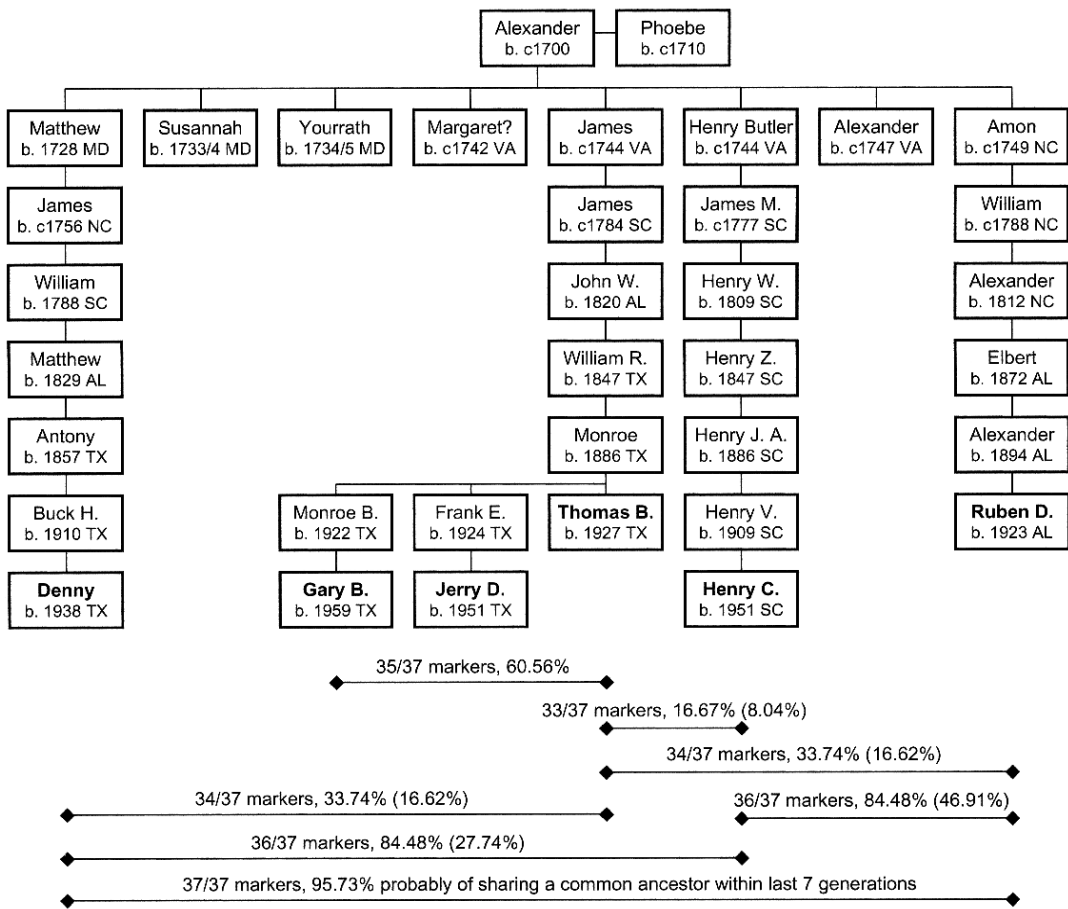 Alexander
b. c1700
Phoebe
b. c1710
Matthew
b. 1728 MD
Susannah
b. 1733/4 MD
Yourrath
b. 1734/5 MD
Margaret?
b. c1742 VA
James
b. c1744 VA
Henry Butler
b. c1744 VA
Alexander
b. c1747 VA
Amon
b. c1749 NC
James
b. c1756 NC
James
b. c1784 SC
James M.
b. c1777 SC
William
b. c1788 NC
William
b. 1788 SC
John W.
b. 1820 AL
Henry W.
b. 1809 SC
Alexander
b. 1812 NC
Matthew
b. 1829 AL
William R.
b. 1847 TX
Henry Z.
b. 1847 SC
Elbert
b. 1872 AL
Antony
b. 1857 TX
Monroe
b. 1886 TX
Henry J. A.
b. 1886 SC
Alexander
b. 1894 AL
Buck H.
b. 1910 TX
Monroe B.
b. 1922 TX
Frank E.
b. 1924 TX
Thomas B.
b. 1927 TX
Henry V.
b. 1909 SC
Ruben D.
b. 1923 AL
Denny
b. 1938 TX
Gary B.
b. 1959 TX
Jerry D.
b. 1951 TX
Henry C.
b. 1951 SC
35/37 markers, 60.56%
33/37 markers, 16.67% (8.04%)
34/37 markers, 33.74% (16.62%)
34/37 markers, 33.74% (16.62%)
36/37 markers, 84.48% (46.91%)
36/37 markers, 84.48% (27.74%)
37/37 markers, 95.73% probably of sharing a common ancestor within last 7 generations